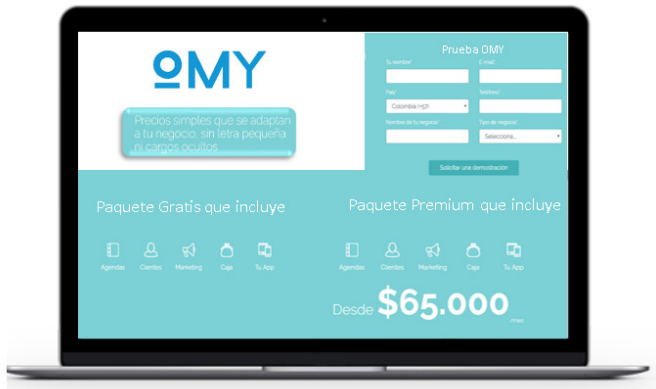 OMY
Precios simples que se adaptan
a tu negocio, sin letra pequeña
ni cargos ocultos
Prueba OMY
Tu nombre* E-mail*
País* Teléfono*
Colombia (+57)
Nombre de tu negocio* Tipo de negocio*
Selecciona...
Solicitar una demostración
Paquete Gratis que incluye
Agendas Clientes Marketing Caja Tu App
Paquete Premium que incluye
Agendas Clientes Marketing Caja Tu App
Desde $65.000 /mes